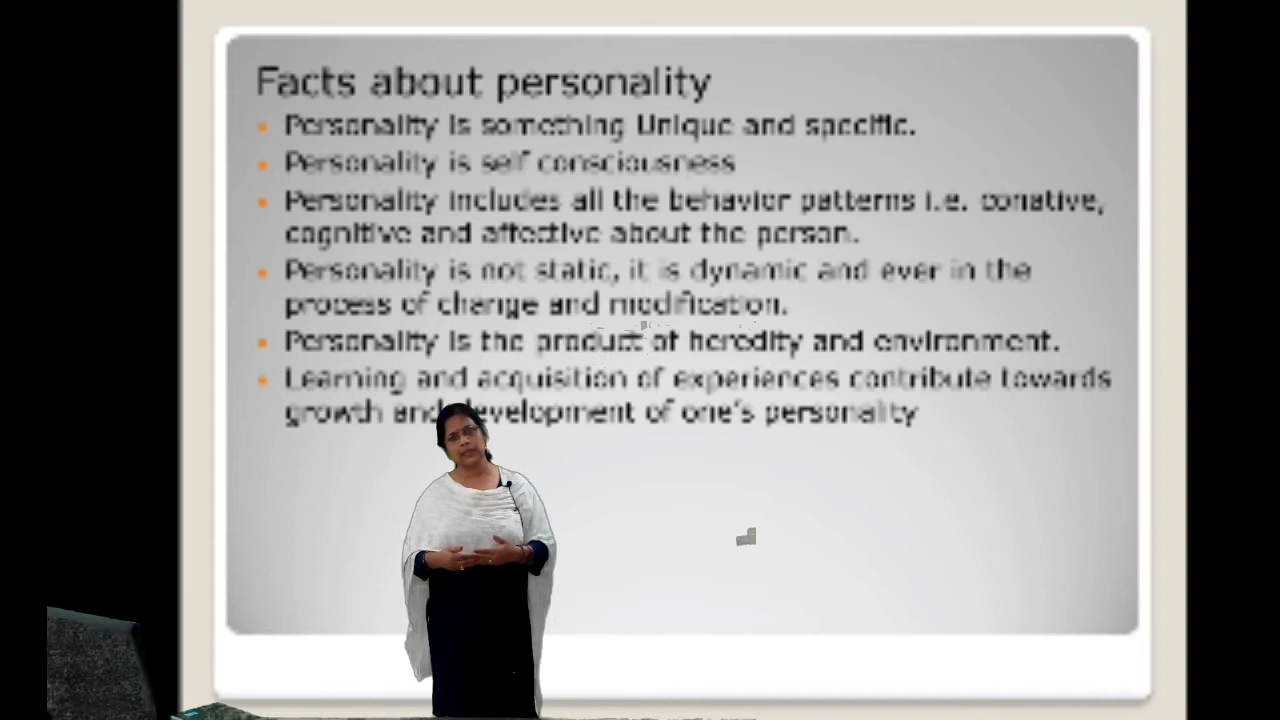 Facts about personality
Personality is something Unique and specific.
Personality is self consciousness
Personality includes all the behavior patterns i.e. conative,
cognitive and affective about the person.
Personality is not static, it is dynamic and ever in the
process of change and modification.
Personality is the product of heredity and environment.
Learning and acquisition of experiences contribute towards
growth and development of one's personality